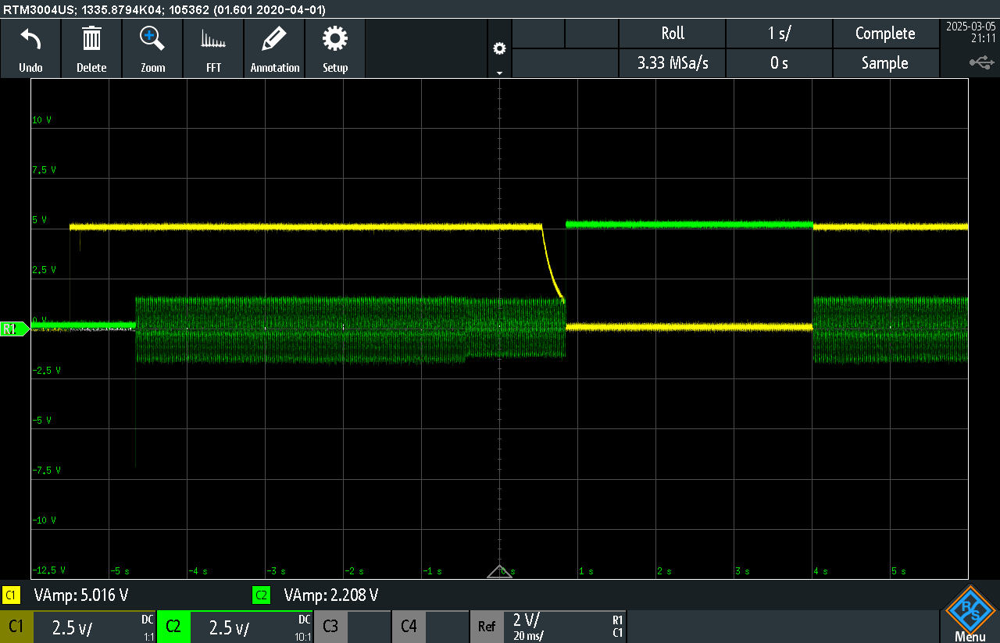 RTM3004US; 1335.8794K04; 105362 (01.601 2020-04-01)
Undo
Delete
Zoom
FFT
Annotation
Setup
Roll
1 s/
Complete
3.33 MSa/s
0 s
Sample
2025-03-05
21:11
10 V
7.5 V
5 V
2.5 V
0 V
R1
-2.5 V
-5 V
-7.5 V
-10 V
-12.5 V
-5 s
-4 s
-3 s
-2 s
-1 s
0 s
1 s
2 s
3 s
4 s
5 s
C1 VAmp: 5.016 V
C2 VAmp: 2.208 V
C1 2.5 V/ DC 1:1
C2 2.5 V/ DC 10:1
C3
C4
Ref 2 V/ 20 ms/ R1 C1
R&S
Menu